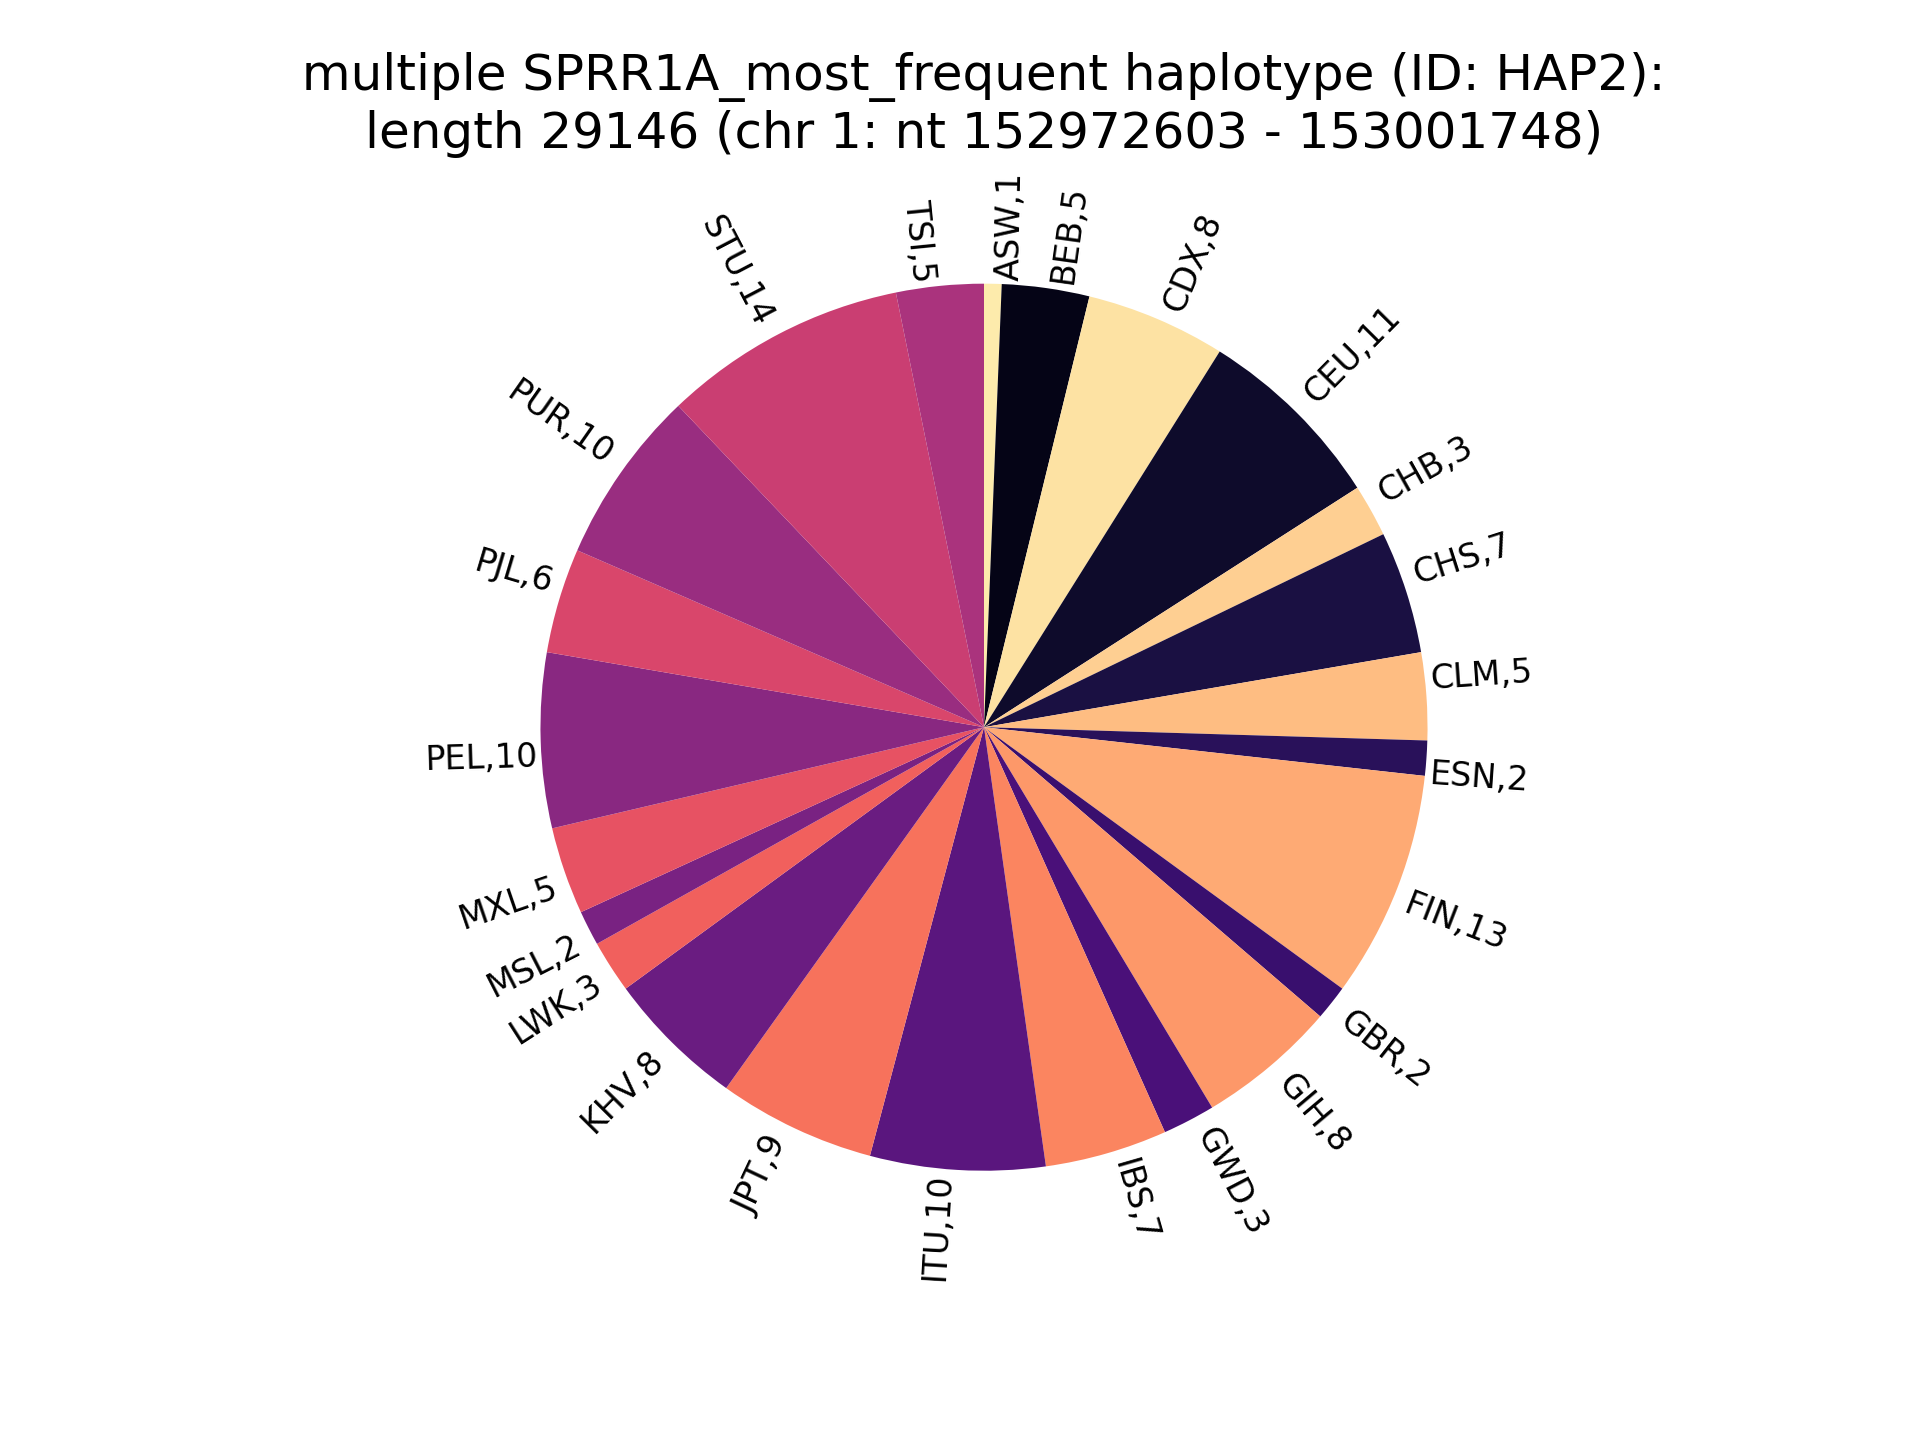 multiple SPRR1A_most_frequent haplotype (ID: HAP2):
length 29146 (chr 1: nt 152972603 - 153001748)
ASW,1
BEB,5
CDX,8
CEU,11
CHB,3
CHS,7
CLM,5
ESN,2
FIN,13
GBR,2
GIH,8
GWD,3
IBS,7
ITU,10
JPT,9
KHV,8
LWK,3
MSL,2
MXL,5
PEL,10
PJL,6
PUR,10
STU,14
TSI,5